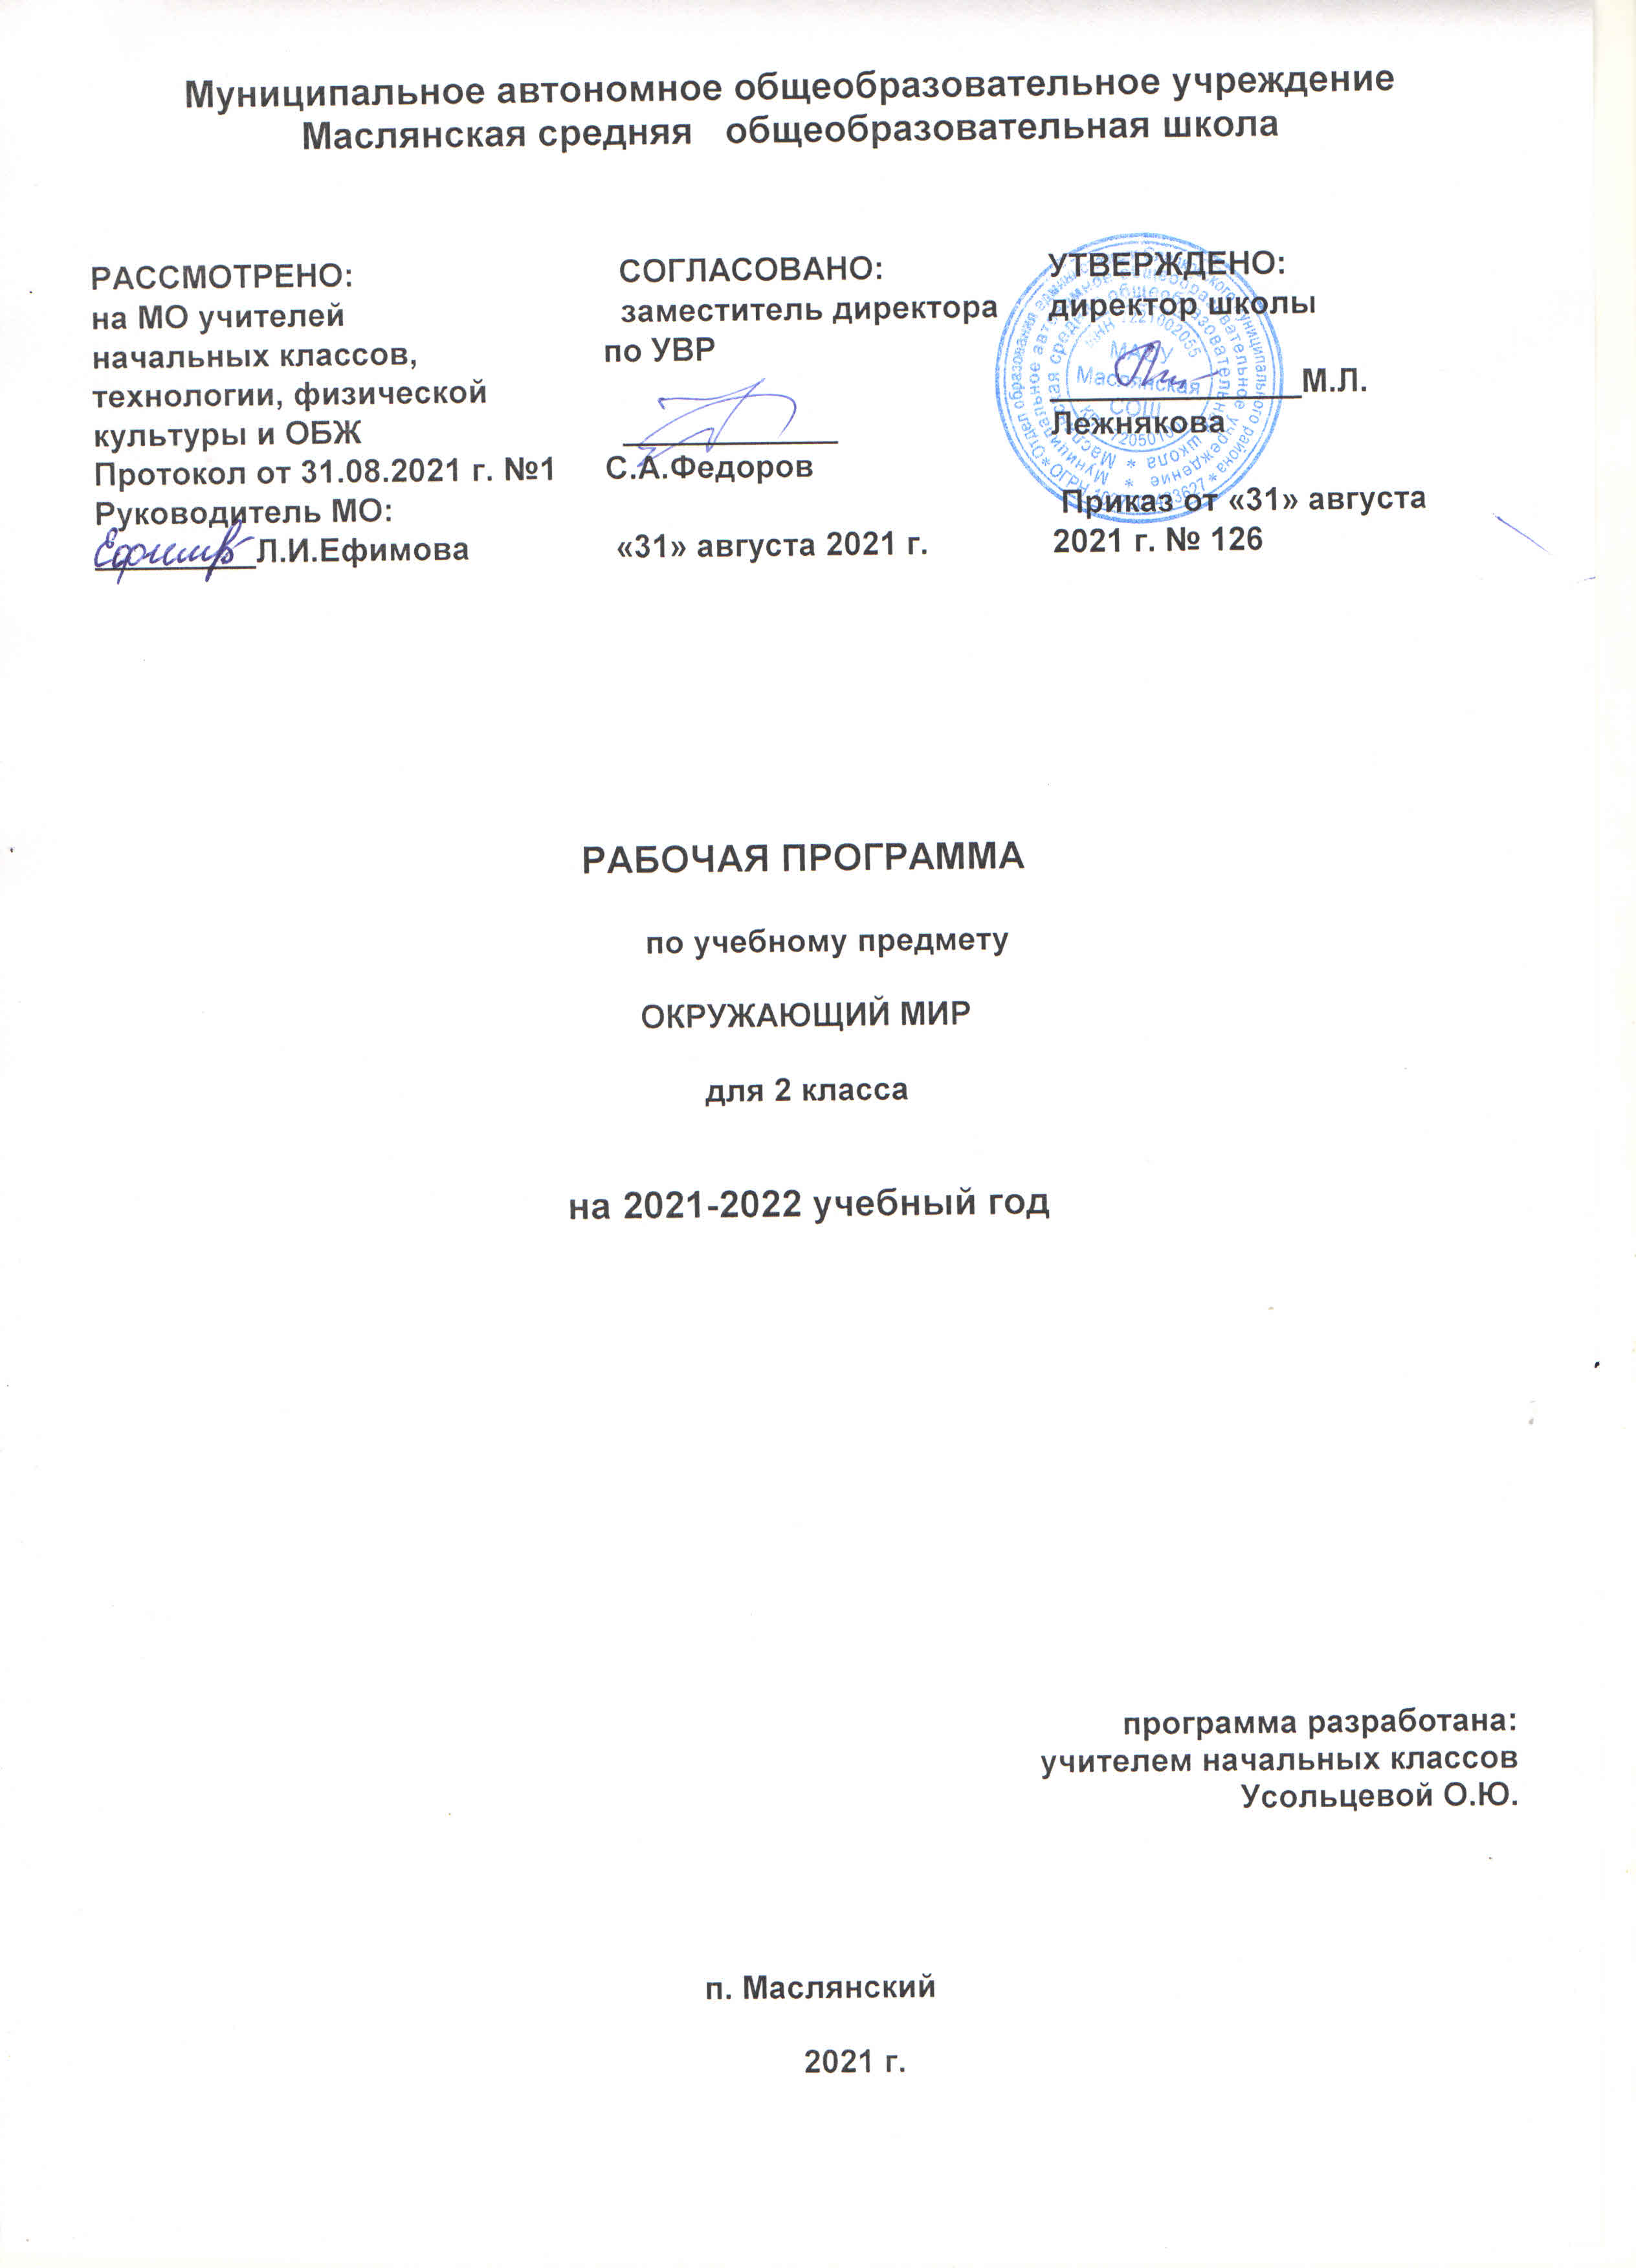 Муниципальное автономное общеобразовательное учреждение
Маслянская средняя общеобразовательная школа
РАССМОТРЕНО:
на МО учителей
начальных классов,
технологии, физической
культуры и ОБЖ
Протокол от 31.08.2021 г. №1
Руководитель МО:
Л.И.Ефимова
СОГЛАСОВАНО:
заместитель директора
по УВР
С.А.Федоров
«31» августа 2021 г.
УТВЕРЖДЕНО:
директор школы
М.Л.
Лежнякова
Приказ от «31» августа
2021 г. № 126
МАОУ
Маслянская
СОШ
РАБОЧАЯ ПРОГРАММА
по учебному предмету
ОКРУЖАЮЩИЙ МИР
для 2 класса
на 2021-2022 учебный год
программа разработана:
учителем начальных классов
Усольцевой О.Ю.
п. Маслянский
2021 г.